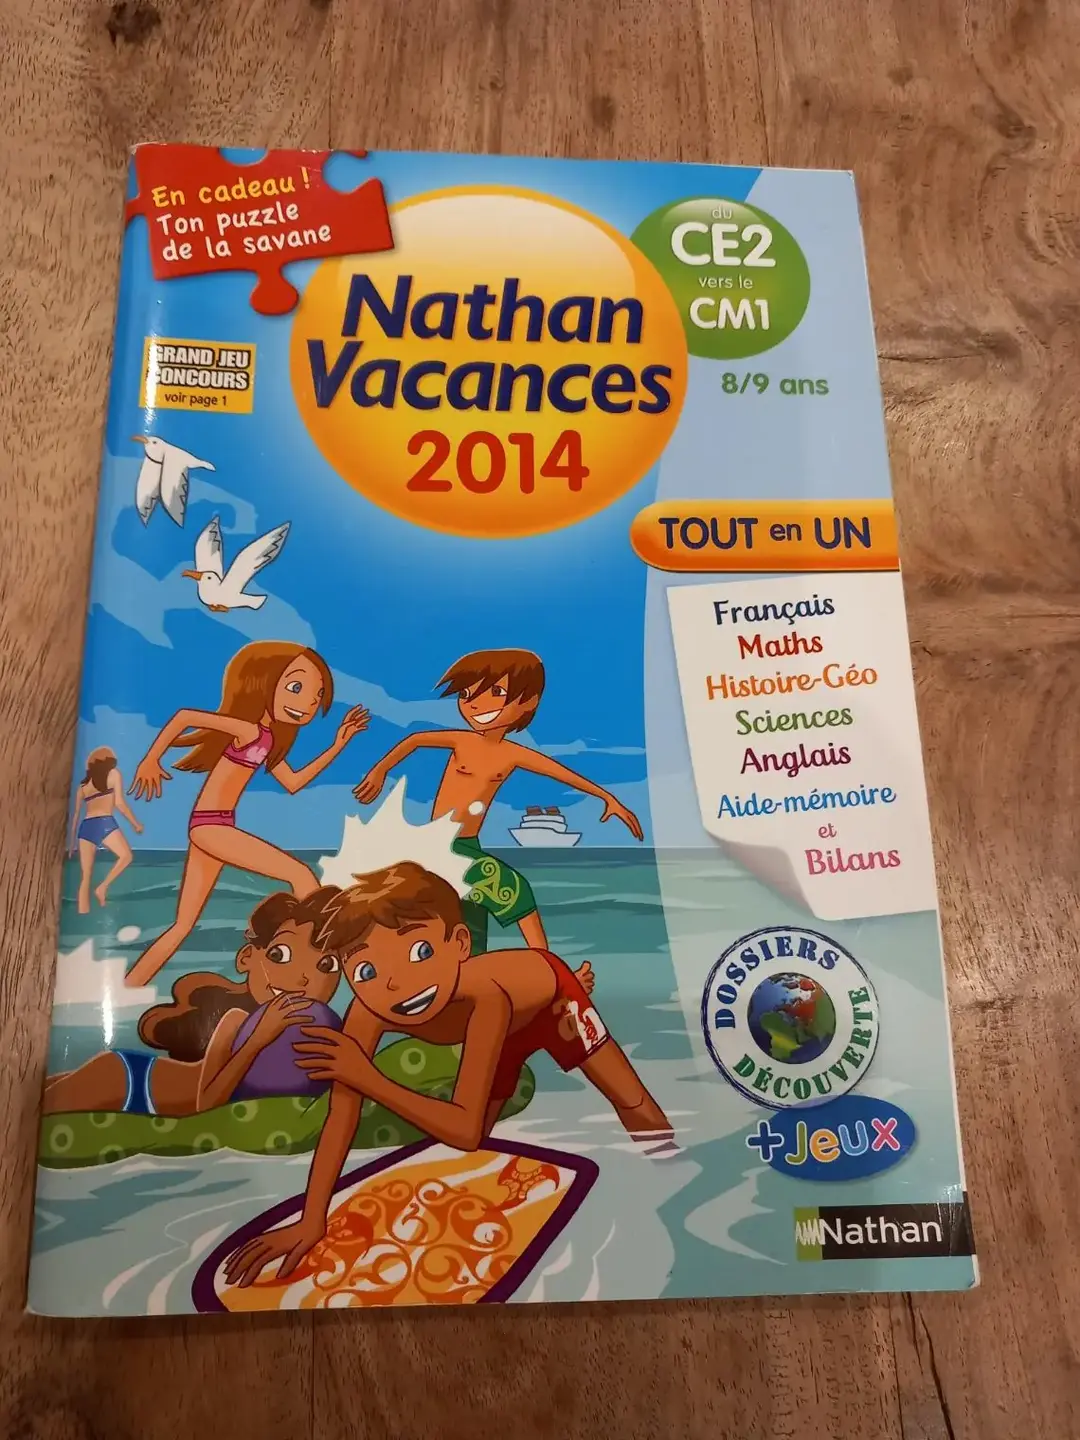 En cadeau !
Ton puzzle
de la savane
du
CE2
vers le
CM1
8/9 ans
Nathan
Vacances
2014
GRAND JEU
CONCOURS
voir page 1
TOUT en UN
Français
Maths
Histoire-Géo
Sciences
Anglais
Aide-mémoire
et
Bilans
DOSSIERS
DÉCOUVERTE
+JeUX
Nathan